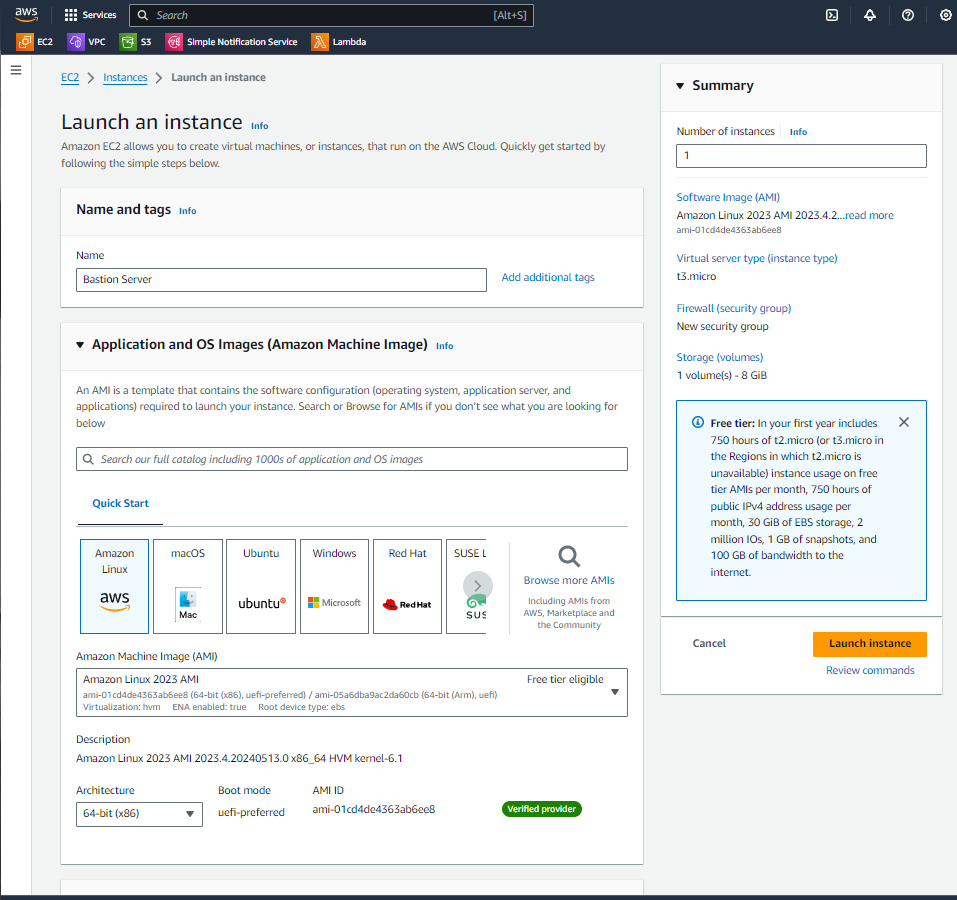 aws
Services
Search
[Alt+S]
EC2
VPC
S3
Simple Notification Service
Lambda
EC2
Instances
Launch an instance
Launch an instance Info
Amazon EC2 allows you to create virtual machines, or instances, that run on the AWS Cloud. Quickly get started by
following the simple steps below.
Name and tags Info
Name
Bastion Server
Add additional tags
Application and OS Images (Amazon Machine Image) Info
An AMI is a template that contains the software configuration (operating system, application server, and
applications) required to launch your instance. Search or Browse for AMIs if you don't see what you are looking for
below
Search our full catalog including 1000s of application and OS images
Quick Start
Amazon
Linux
aws
macOS
Mac
Ubuntu
ubuntu
Windows
Microsoft
Red Hat
Red Hat
SUSE L
SUS
Browse more AMIs
Including AMIs from
AWS, Marketplace and
the Community
Amazon Machine Image (AMI)
Amazon Linux 2023 AMI
Free tier eligible
ami-01cd4de4363ab6ee8 (64-bit (x86), uefi-preferred) / ami-05a6dba9ac2da60cb (64-bit (Arm), uefi)
Virtualization: hvm ENA enabled: true Root device type: ebs
Description
Amazon Linux 2023 AMI 2023.4.20240513.0 x86_64 HVM kernel-6.1
Architecture
64-bit (x86)
Boot mode
uefi-preferred
AMI ID
ami-01cd4de4363ab6ee8
Verified provider
Summary
Number of instances Info
1
Software Image (AMI)
Amazon Linux 2023 AMI 2023.4.2...read more
ami-01cd4de4363ab6ee8
Virtual server type (instance type)
t3.micro
Firewall (security group)
New security group
Storage (volumes)
1 volume(s) - 8 GiB
Free tier: In your first year includes
750 hours of t2.micro (or t3.micro in
the Regions in which t2.micro is
unavailable) instance usage on free
tier AMIs per month, 750 hours of
public IPv4 address usage per
month, 30 GiB of EBS storage, 2
million IOs, 1 GB of snapshots, and
100 GB of bandwidth to the
internet.
Cancel
Launch instance
Review commands